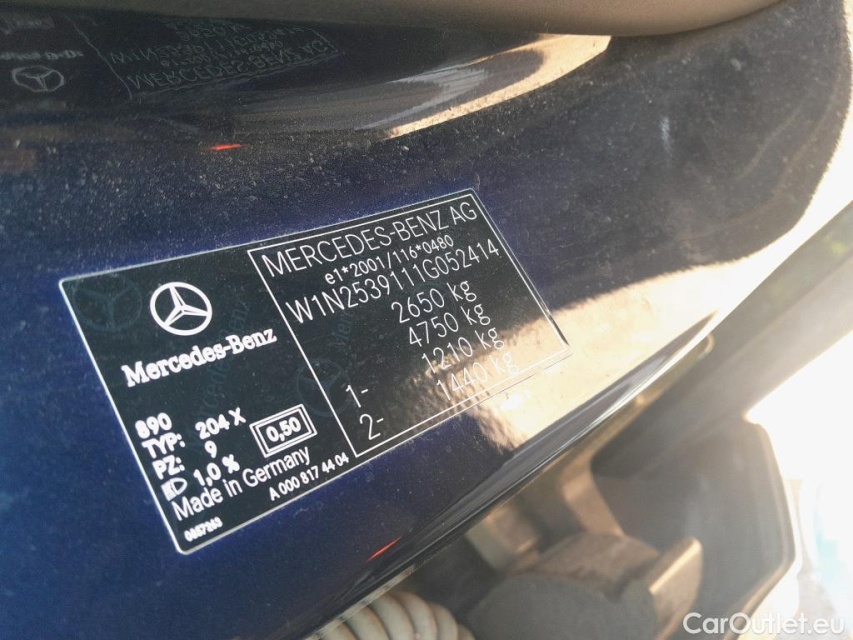 MERCEDES-BENZ AG
e1*2001/116*0480
W1N2539111G052414
2650 kg
4750 kg
1- 1210 kg
2- 1440 kg
Mercedes-Benz
890
TYP: 204 X
PZ: 9
0,50
1,0 %
Made in Germany
A 000 817 44 04
CarOutlet.eu